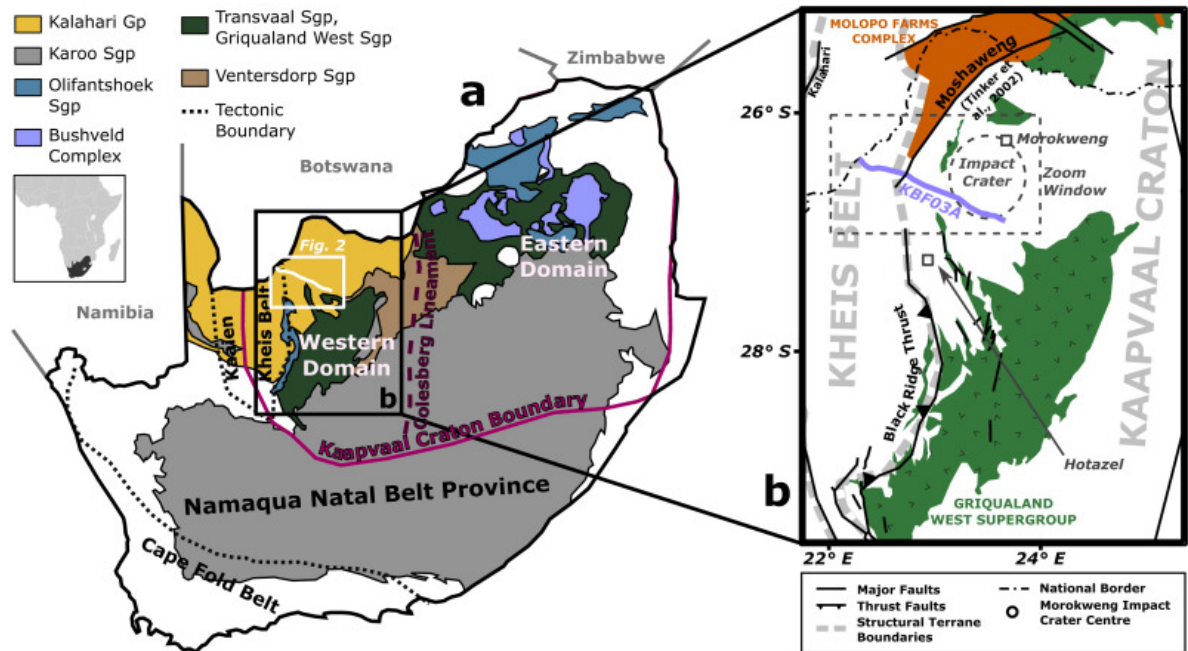 Kalahari Gp
Karoo Sgp
Olifantshoek
Sgp
Bushveld
Complex
Transvaal Sgp,
Griqualand West Sgp
Ventersdorp Sgp
Tectonic
Boundary
a
Zimbabwe
Botswana
Namibia
Fig. 2
Kaaien
Kheis Belt
Western
Domain
Eastern
Domain
Colesberg Lineament
b
Kaapvaal Craton Boundary
Namaqua Natal Belt Province
Cape Fold Belt
MOLOPO FARMS
COMPLEX
Kalahari
Moshaweng
(Tinker et
al., 2002)
26° S
Morokweng
Impact
Crater
Zoom
Window
KBF03A
KHEIS BELT
KAAPVAAL CRATON
28° S
Black Ridge Thrust
Hotazel
b
GRIQUALAND
WEST SUPERGROUP
22° E
24° E
Major Faults
Thrust Faults
Structural Terrane
Boundaries
National Border
Morokweng Impact
Crater Centre